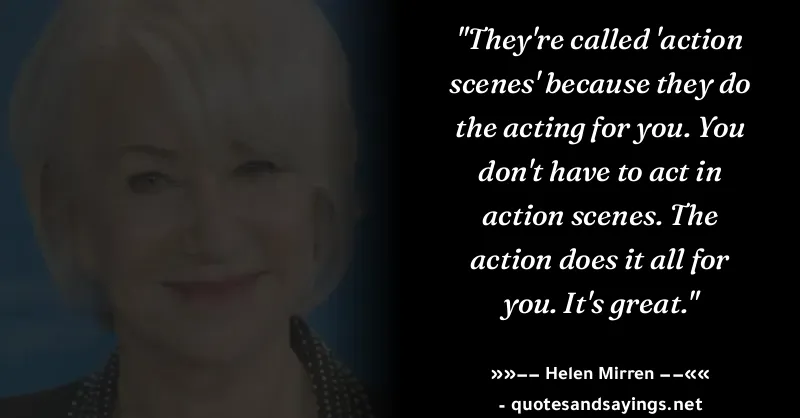 "They're called 'action
scenes' because they do
the acting for you. You
don't have to act in
action scenes. The
action does it all for
you. It's great."
»»–– Helen Mirren ––««
- quotesandsayings.net